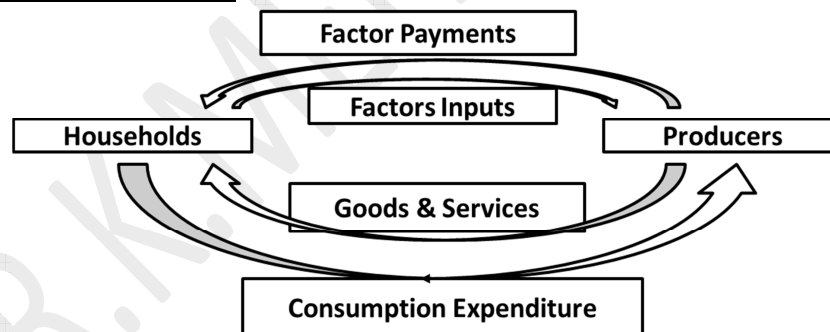 Factor Payments
Factors Inputs
Households
Producers
Goods & Services
Consumption Expenditure